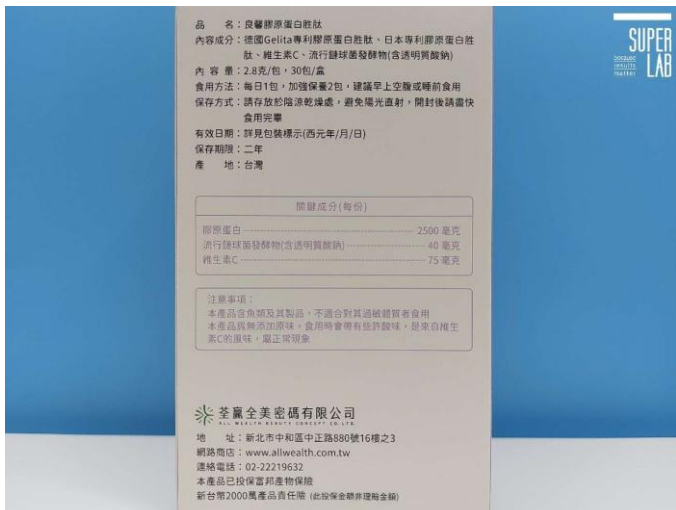 品　名：良馨膠原蛋白胜肽
內容成分：德國Gelita專利膠原蛋白胜肽、日本專利膠原蛋白胜
肽、維生素C、流行鏈球菌發酵物(含透明質酸鈉)
內 容 量：2.8克/包，30包/盒
食用方法：每日1包，加強保養2包，建議早上空腹或睡前食用
保存方式：請存放於陰涼乾燥處，避免陽光直射，開封後請盡快
食用完畢
有效日期：詳見包裝標示(西元年/月/日)
保存期限：二年
產　地：台灣
關鍵成分(每份)
膠原蛋白 2500 毫克
流行鏈球菌發酵物(含透明質酸鈉) 40 毫克
維生素C 75 毫克
注意事項：
本產品含魚類及其製品，不適合對其過敏體質者食用
本產品為無添加原味，食用時會帶有些許酸味，是來自維生
素C的風味，屬正常現象
荃贏全美密碼有限公司
ALL WEALTH BEAUTY CONCEPT CO.LTD.
地　址：新北市中和區中正路880號16樓之3
網路商店：www.allwealth.com.tw
連絡電話：02-22219632
本產品已投保富邦產物保險
新台幣2000萬產品責任險 (此投保金額非理賠金額)
SUPER
because
results
matter
LAB